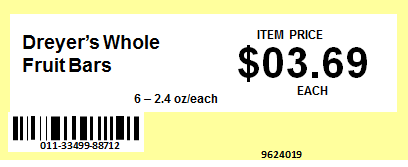 Dreyer's Whole
Fruit Bars
ITEM PRICE
$03.69
EACH
6 – 2.4 oz/each
011-33499-88712
9624019